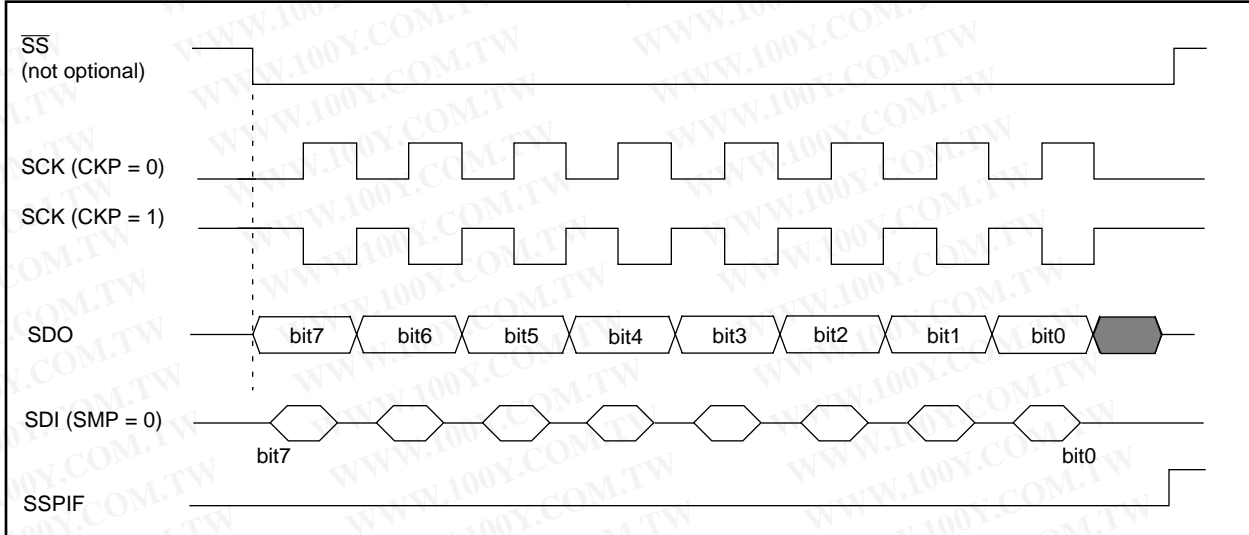 SS
(not optional)
SCK (CKP = 0)
SCK (CKP = 1)
SDO
bit7 bit6 bit5 bit4 bit3 bit2 bit1 bit0
SDI (SMP = 0)
bit7 bit0
SSPIF
WWW.100Y.COM.TW